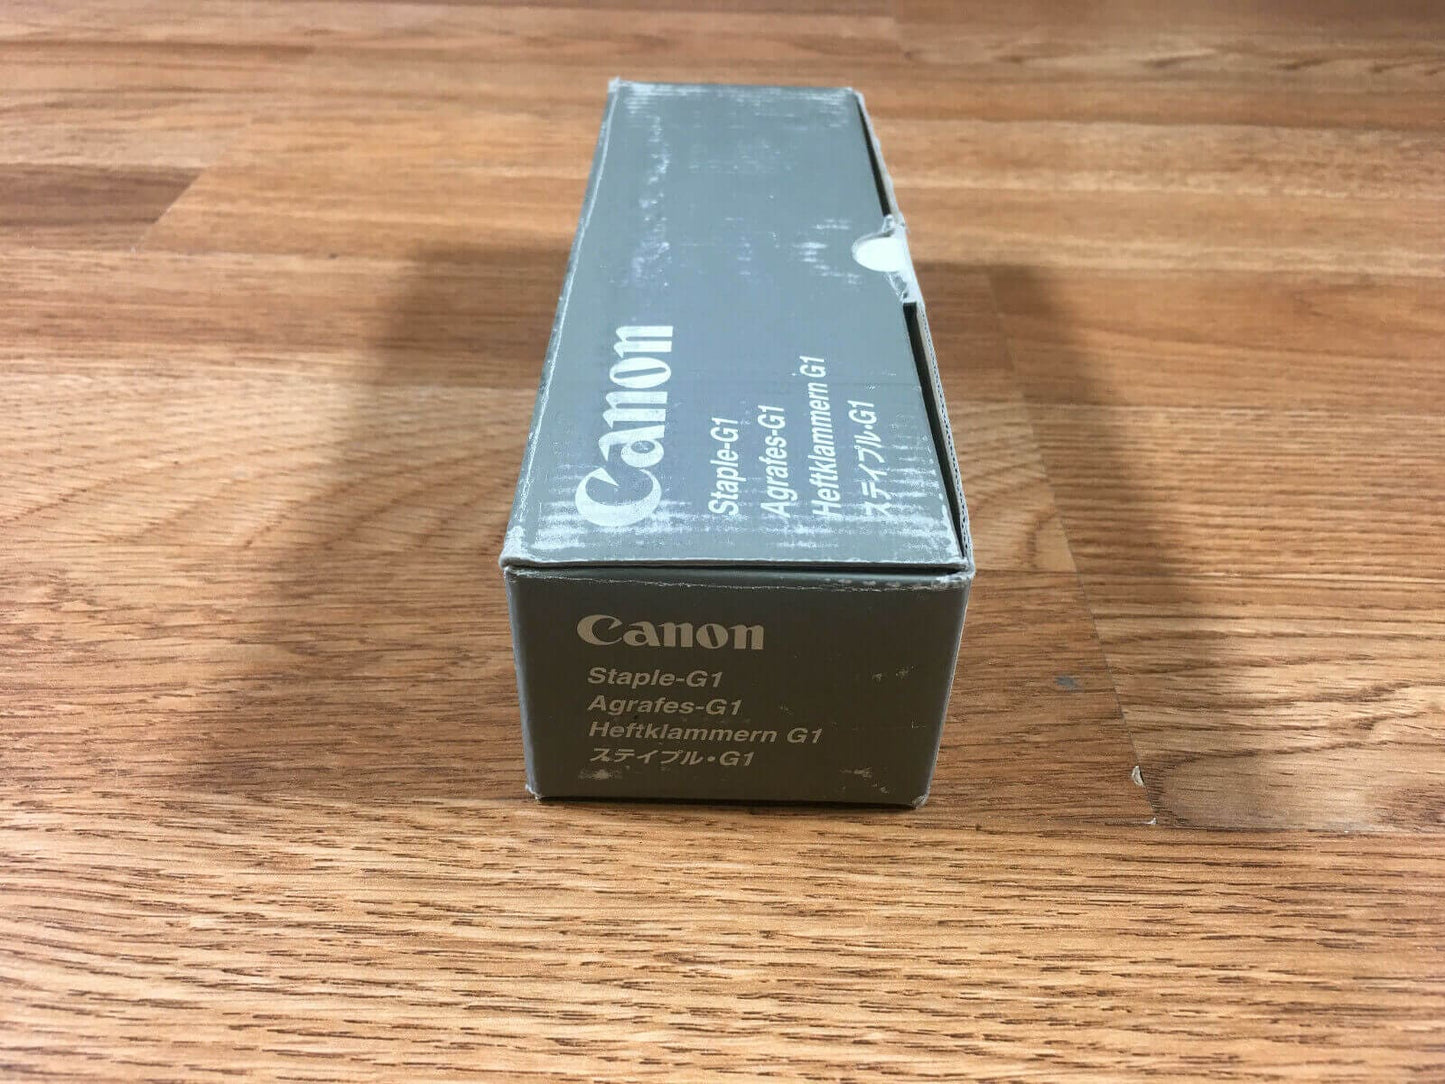 Canon
Staple-G1
Agrafes-G1
Heftklammern G1
ステイプル・G1
Canon
Staple-G1
Agrafes-G1
Heftklammern G1
ステイプル・G1